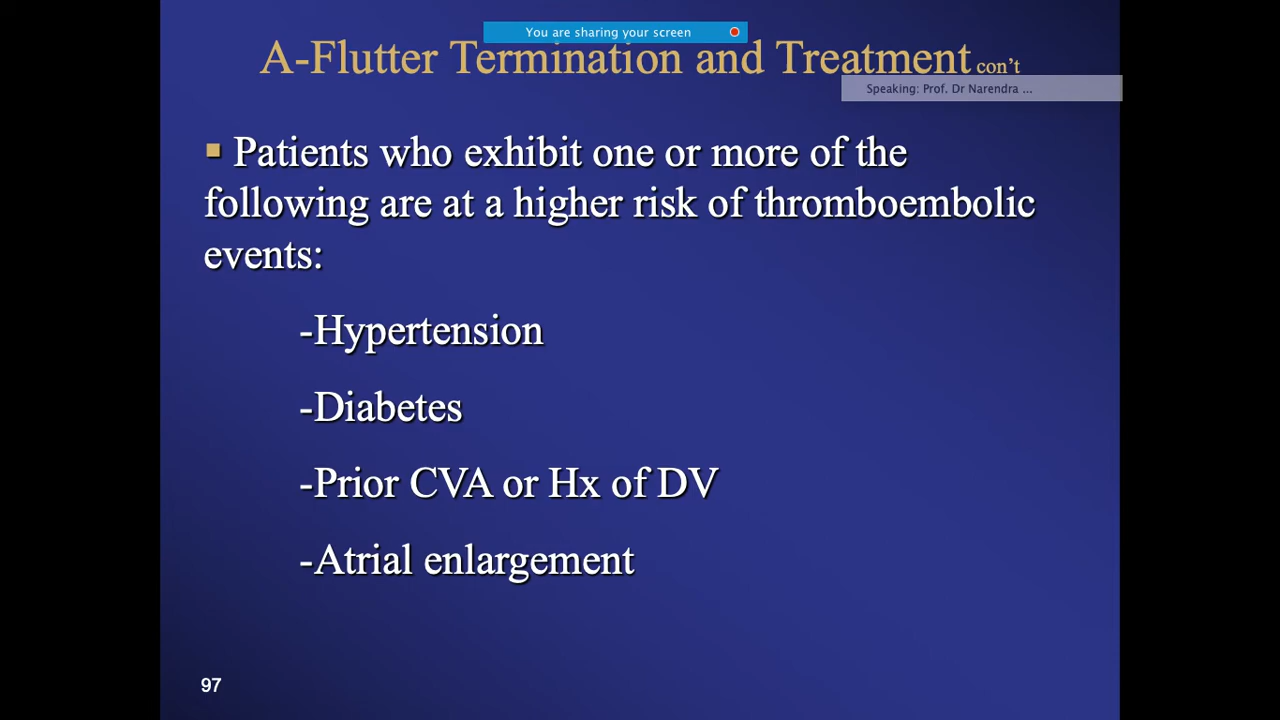 You are sharing your screen
A-Flutter Termination and Treatment con't
Speaking: Prof. Dr Narendra ...
▪ Patients who exhibit one or more of the
following are at a higher risk of thromboembolic
events:
-Hypertension
-Diabetes
-Prior CVA or Hx of DV
-Atrial enlargement
97